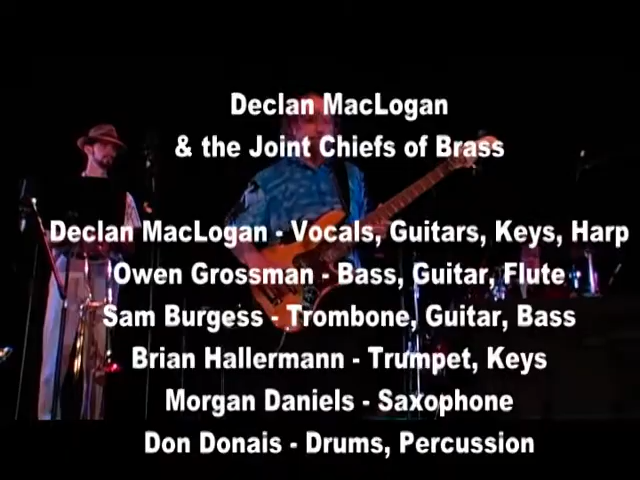 Declan MacLogan
& the Joint Chiefs of Brass
Declan MacLogan - Vocals, Guitars, Keys, Harp
Owen Grossman - Bass, Guitar, Flute
Sam Burgess - Trombone, Guitar, Bass
Brian Hallermann - Trumpet, Keys
Morgan Daniels - Saxophone
Don Donais - Drums, Percussion